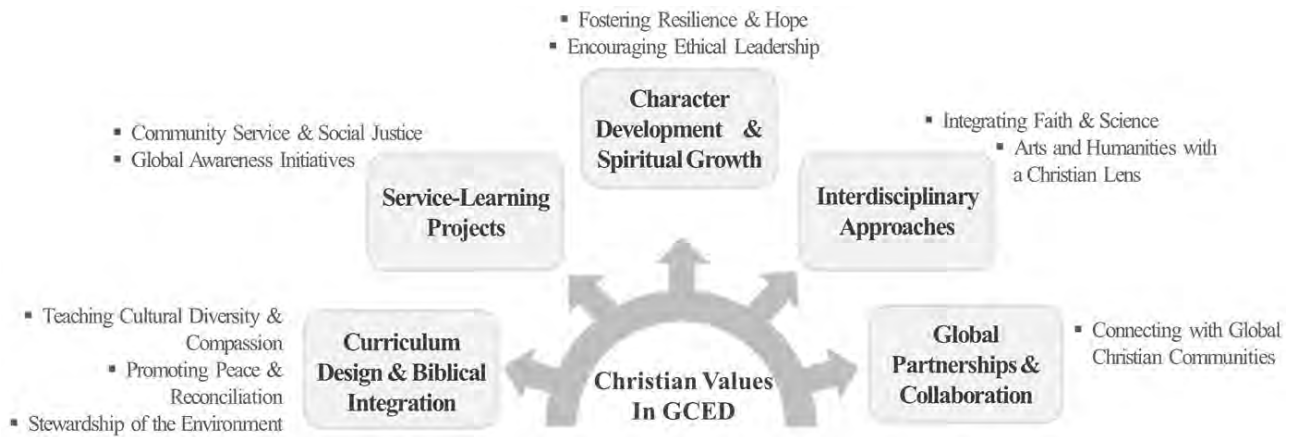 ▪ Fostering Resilience & Hope
▪ Encouraging Ethical Leadership
Character
Development &
Spiritual Growth
▪ Community Service & Social Justice
▪ Global Awareness Initiatives
Service-Learning
Projects
▪ Integrating Faith & Science
▪ Arts and Humanities with
a Christian Lens
Interdisciplinary
Approaches
▪ Teaching Cultural Diversity &
Compassion
▪ Promoting Peace &
Reconciliation
▪ Stewardship of the Environment
Curriculum
Design & Biblical
Integration
Christian Values
In GCED
Global
Partnerships &
Collaboration
▪ Connecting with Global
Christian Communities